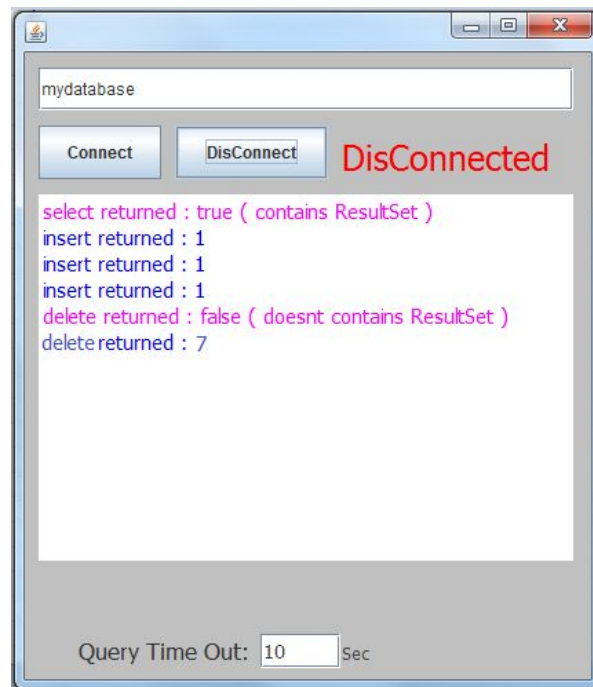 mydatabase
Connect DisConnect DisConnected
select returned : true ( contains ResultSet )
insert returned : 1
insert returned : 1
insert returned : 1
delete returned : false ( doesnt contains ResultSet )
delete returned : 7
Query Time Out: 10 Sec